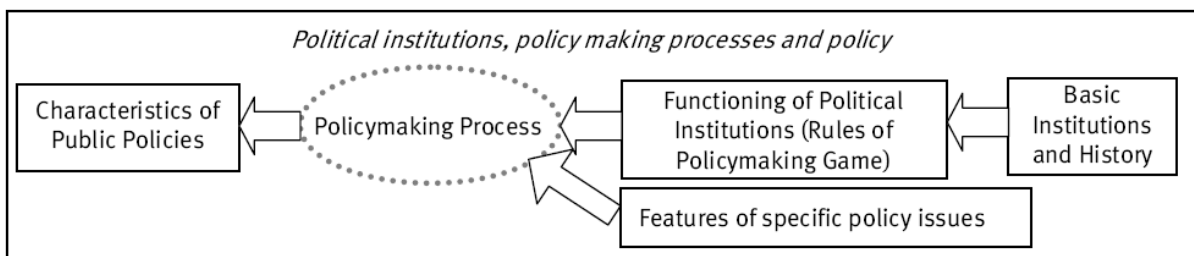 Political institutions, policy making processes and policy
Characteristics of
Public Policies
Policymaking Process
Functioning of Political
Institutions (Rules of
Policymaking Game)
Basic
Institutions
and History
Features of specific policy issues